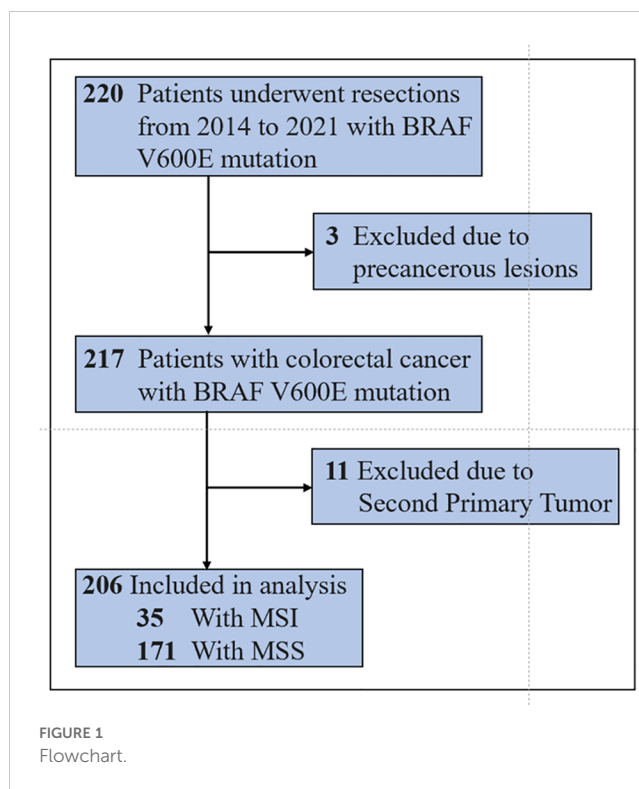 220 Patients underwent resections
from 2014 to 2021 with BRAF
V600E mutation
3 Excluded due to
precancerous lesions
217 Patients with colorectal cancer
with BRAF V600E mutation
11 Excluded due to
Second Primary Tumor
206 Included in analysis
35 With MSI
171 With MSS
FIGURE 1
Flowchart.